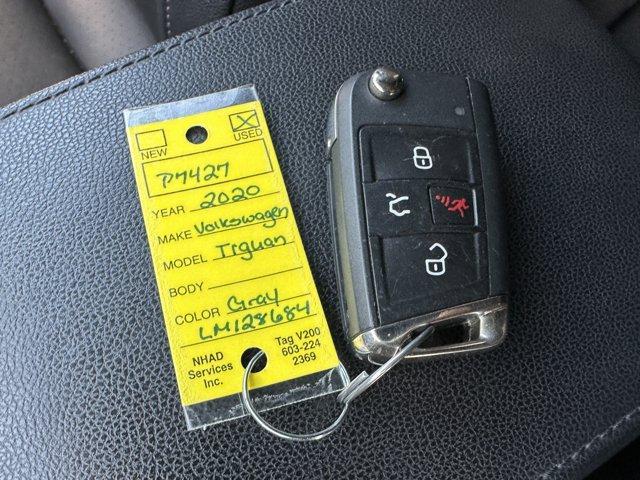 NEW
USED
P7427
YEAR 2020
MAKE Volkswagen
MODEL Tiguan
BODY
COLOR Gray
LM128684
NHAD
Services
Inc.
Tag V200
603-224
2369